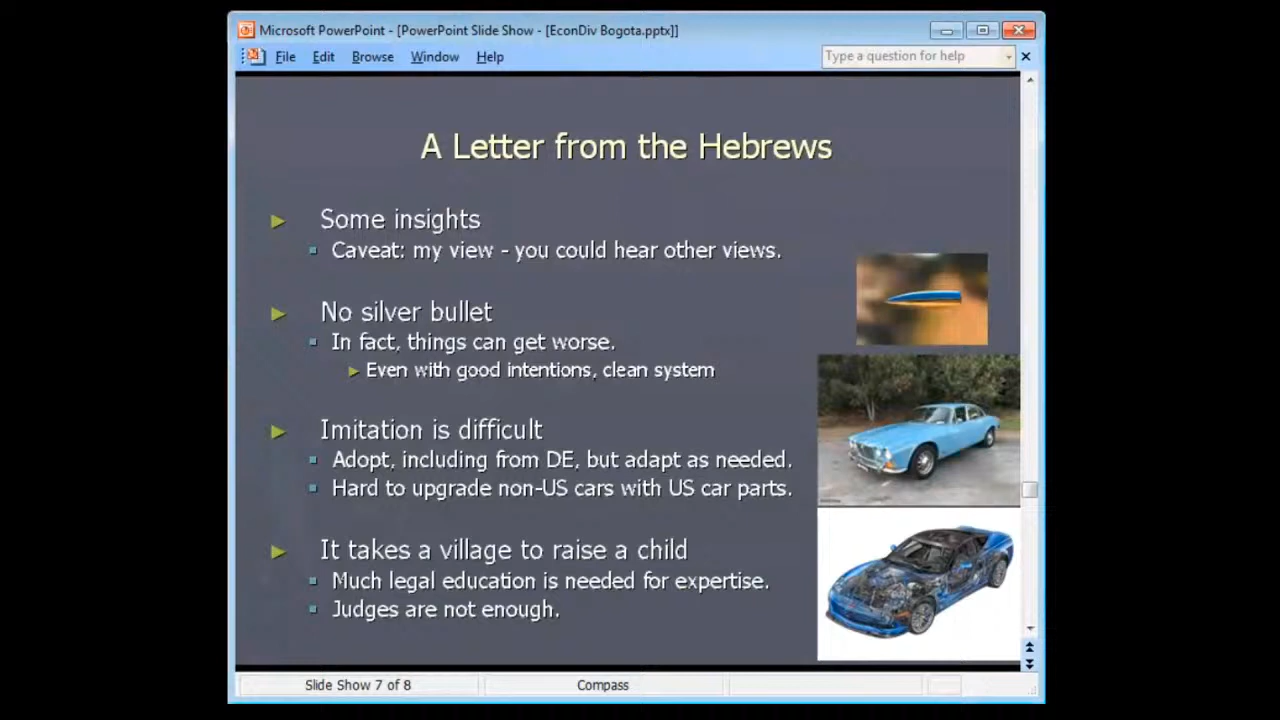 Microsoft PowerPoint - [PowerPoint Slide Show - [EconDiv Bogota.pptx]]
File Edit Browse Window Help
Type a question for help
A Letter from the Hebrews
► Some insights
▪ Caveat: my view - you could hear other views.
► No silver bullet
▪ In fact, things can get worse.
► Even with good intentions, clean system
► Imitation is difficult
▪ Adopt, including from DE, but adapt as needed.
▪ Hard to upgrade non-US cars with US car parts.
► It takes a village to raise a child
▪ Much legal education is needed for expertise.
▪ Judges are not enough.
Slide Show 7 of 8
Compass